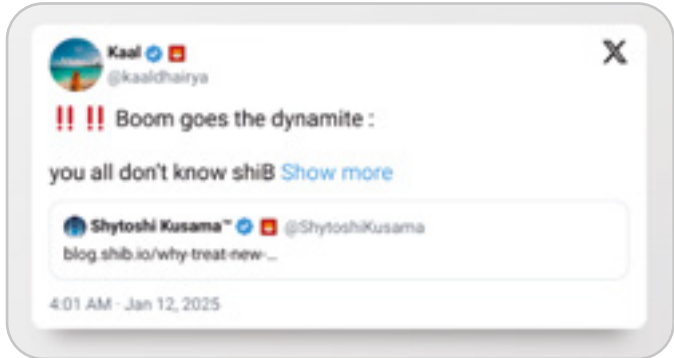 Kaal
@kaaldhairya
‼️ ‼️ Boom goes the dynamite :
you all don't know shiB Show more
Shytoshi Kusama™ @ShytoshiKusama
blog.shib.io/why-treat-new-...
4:01 AM · Jan 12, 2025